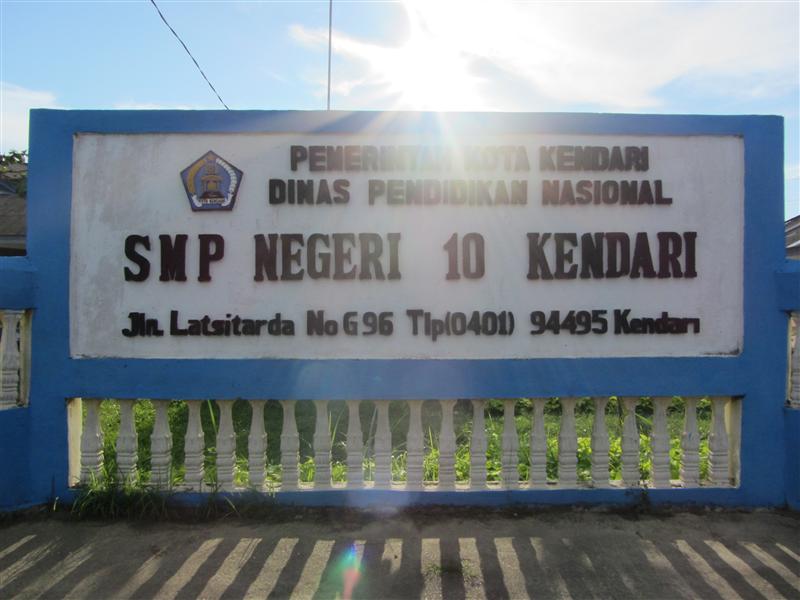 PEMERINTAH KOTA KENDARI
DINAS PENDIDIKAN NASIONAL
SMP NEGERI 10 KENDARI
Jln. Latsitarda No G 96 Tlp(0401) 94495 Kendari